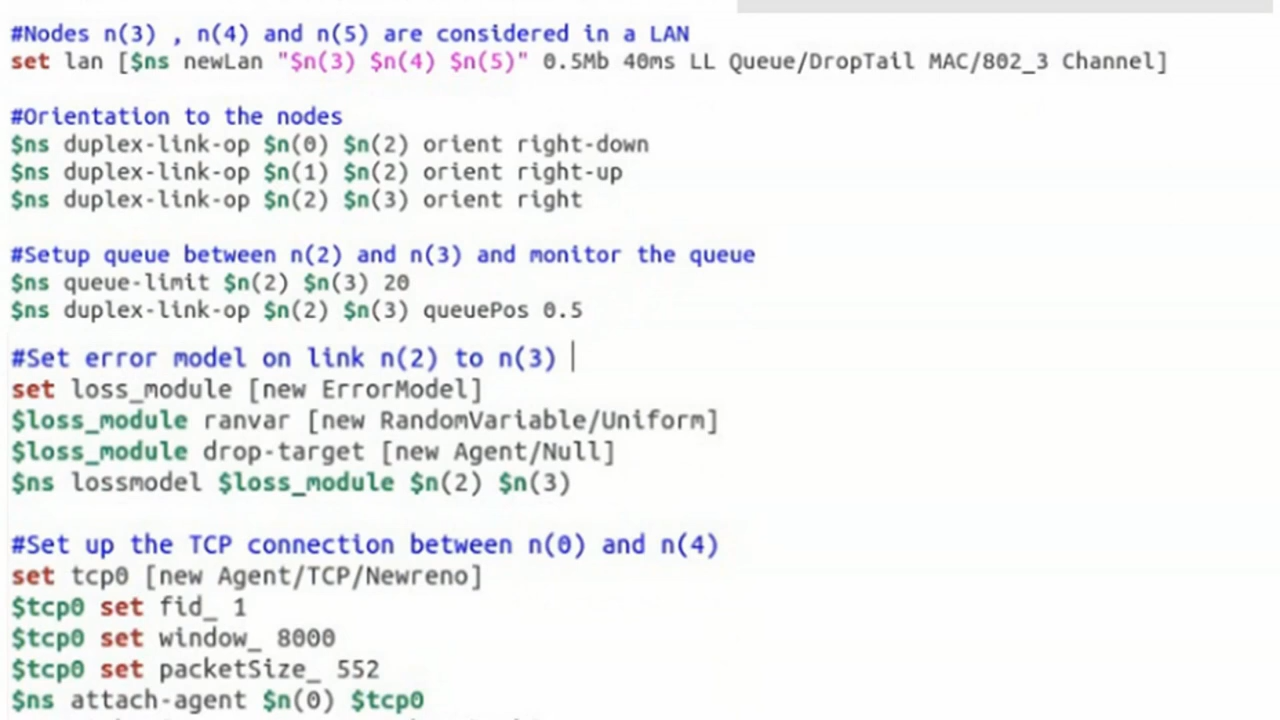 #Nodes n(3) , n(4) and n(5) are considered in a LAN
set lan [$ns newLan "$n(3) $n(4) $n(5)" 0.5Mb 40ms LL Queue/DropTail MAC/802_3 Channel]
#Orientation to the nodes
$ns duplex-link-op $n(0) $n(2) orient right-down
$ns duplex-link-op $n(1) $n(2) orient right-up
$ns duplex-link-op $n(2) $n(3) orient right
#Setup queue between n(2) and n(3) and monitor the queue
$ns queue-limit $n(2) $n(3) 20
$ns duplex-link-op $n(2) $n(3) queuePos 0.5
#Set error model on link n(2) to n(3)
set loss_module [new ErrorModel]
$loss_module ranvar [new RandomVariable/Uniform]
$loss_module drop-target [new Agent/Null]
$ns lossmodel $loss_module $n(2) $n(3)
#Set up the TCP connection between n(0) and n(4)
set tcp0 [new Agent/TCP/Newreno]
$tcp0 set fid_ 1
$tcp0 set window_ 8000
$tcp0 set packetSize_ 552
$ns attach-agent $n(0) $tcp0